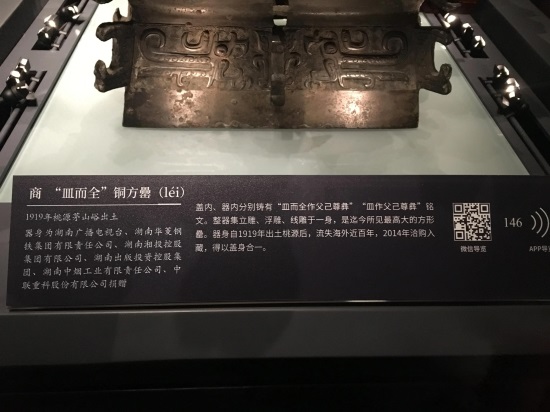 商 “皿而全”铜方罍（léi）
1919年桃源茅山峪出土
器身为湖南广播电视台、湖南华菱钢
铁集团有限责任公司、湖南湘投控股
集团有限公司、湖南出版投资控股集
团、湖南中烟工业有限责任公司、中
联重科股份有限公司捐赠
盖内、器内分别铸有“皿而全作父己尊彝”“皿作父己尊彝”铭
文。整器集立雕、浮雕、线雕于一身，是迄今所见最高大的方形
罍。器身自1919年出土桃源后，流失海外近百年，2014年洽购入
藏，得以盖身合一。
微信导览
146
APP导览